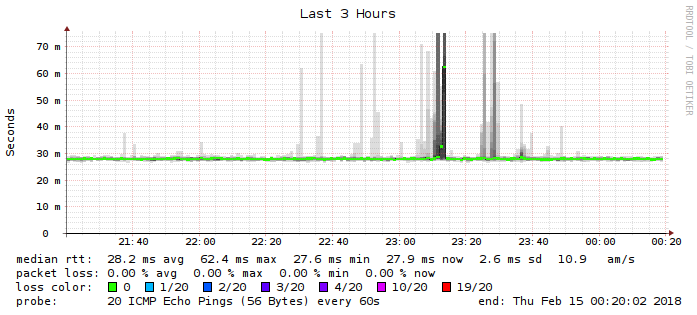 Last 3 Hours
RRDTOOL / TOBI OETIKER
Seconds
70 m
60 m
50 m
40 m
30 m
20 m
10 m
0
21:40 22:00 22:20 22:40 23:00 23:20 23:40 00:00 00:20
median rtt: 28.2 ms avg 62.4 ms max 27.6 ms min 27.9 ms now 2.6 ms sd 10.9 am/s
packet loss: 0.00 % avg 0.00 % max 0.00 % min 0.00 % now
loss color: 0 1/20 2/20 3/20 4/20 10/20 19/20
probe: 20 ICMP Echo Pings (56 Bytes) every 60s end: Thu Feb 15 00:20:02 2018